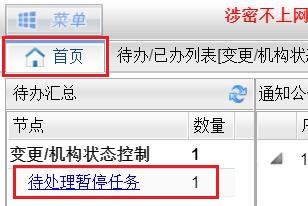 菜单
涉密不上网
首页
待办/已办列表[变更/机构状态
待办汇总
通知公
节点 数量
变更/机构状态控制 1
待处理暂停任务 1